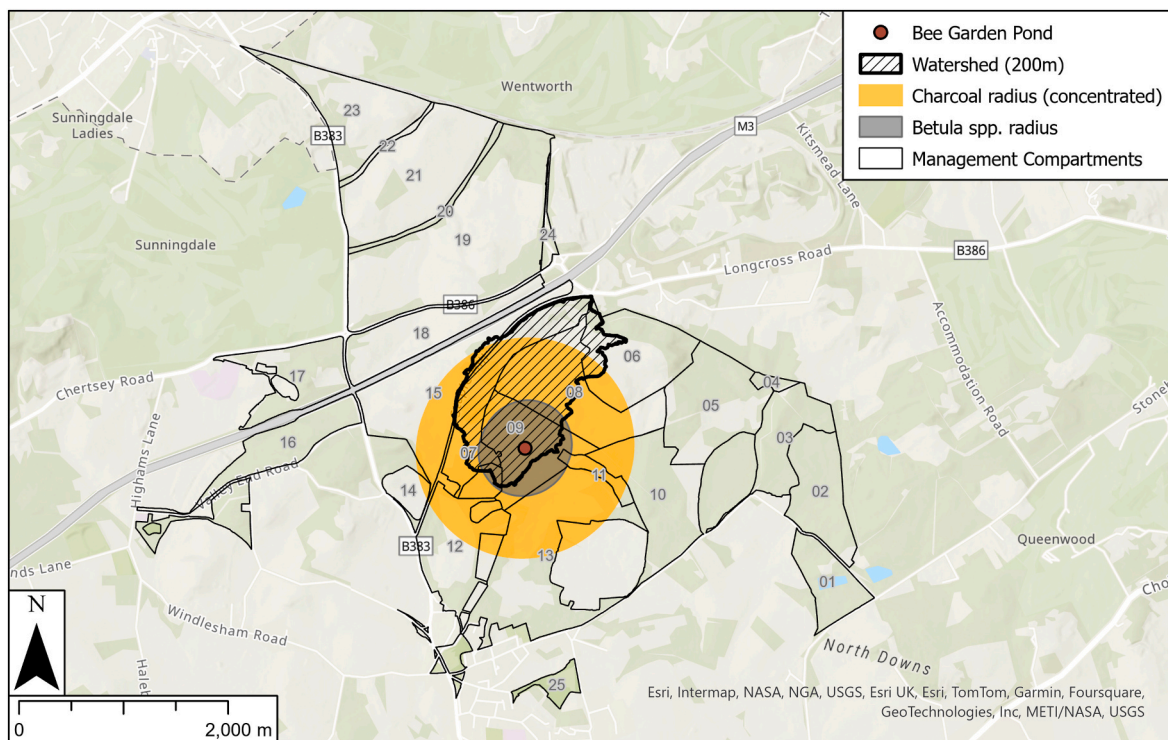 Bee Garden Pond
Watershed (200m)
Charcoal radius (concentrated)
Betula spp. radius
Management Compartments
Wentworth
Sunningdale
Ladies
23
B383
M3
Kitsmead Lane
22
21
20
19
24
Sunningdale
Longcross Road
B386
B386
18
Accommodation Road
17
Chertsey Road
15
06
08
04
05
16
09
07
03
Highams Lane
Valley End Road
14
11
10
02
B383
12
13
Queenwood
nds Lane
01
Windlesham Road
North Downs
25
N
0
2,000 m
Esri, Intermap, NASA, NGA, USGS, Esri UK, Esri, TomTom, Garmin, Foursquare,
GeoTechnologies, Inc, METI/NASA, USGS